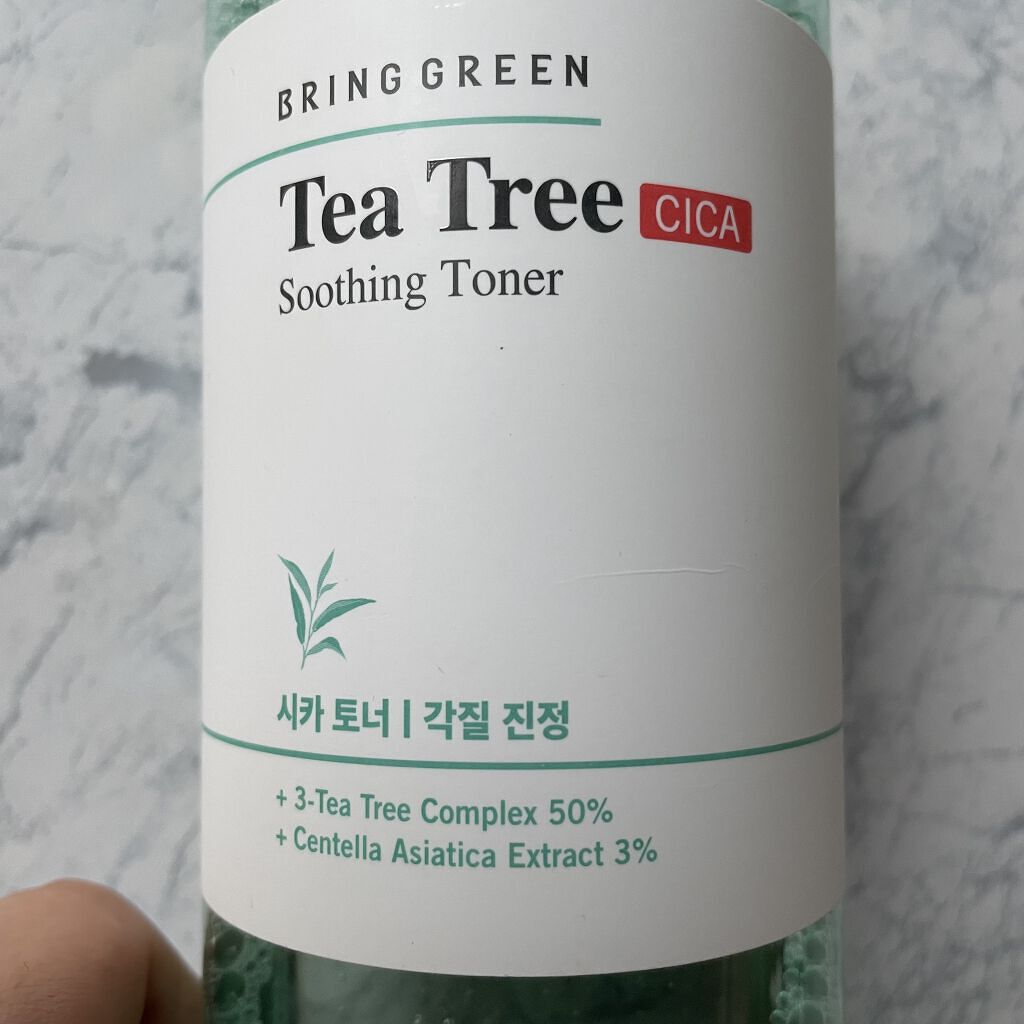 BRING GREEN
Tea Tree CICA
Soothing Toner
시카 토너 | 각질 진정
+ 3-Tea Tree Complex 50%
+ Centella Asiatica Extract 3%